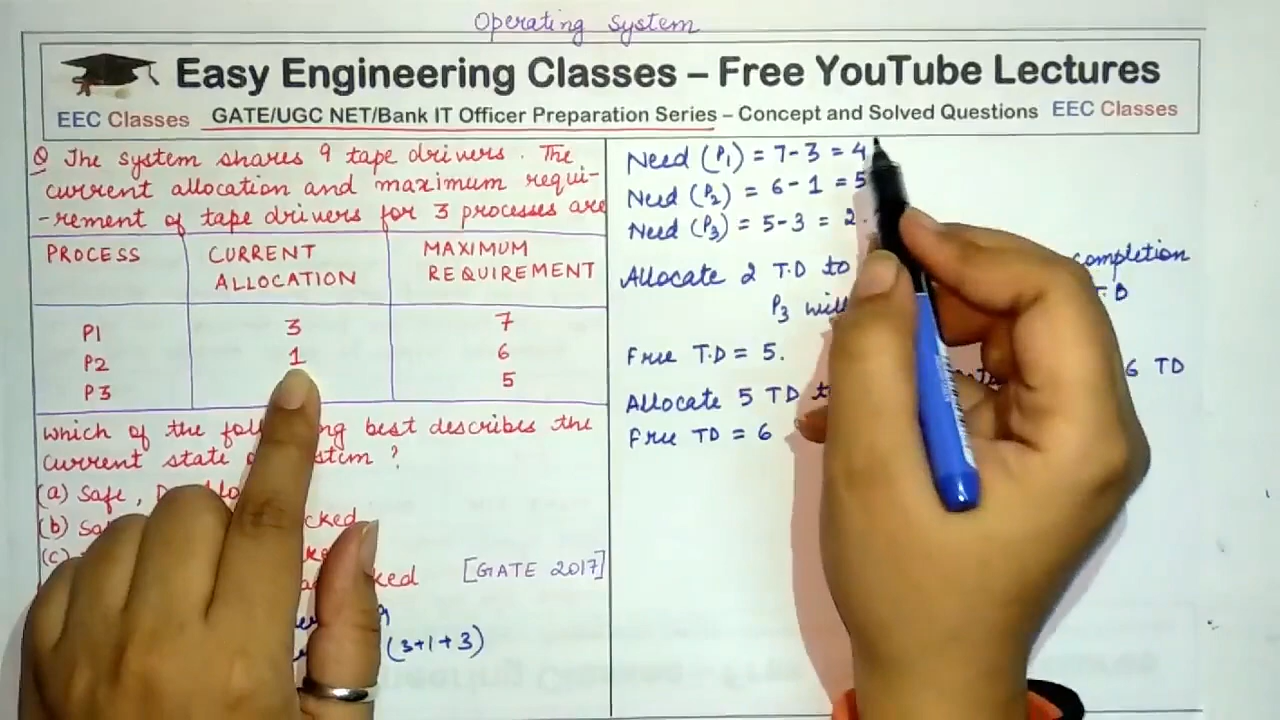 Operating System
Easy Engineering Classes – Free YouTube Lectures
EEC Classes GATE/UGC NET/Bank IT Officer Preparation Series – Concept and Solved Questions EEC Classes
Q The system shares 9 tape drivers. The
current allocation and maximum requi-
-rement of tape drivers for 3 processes are
PROCESS CURRENT ALLOCATION MAXIMUM REQUIREMENT
P1 3 7
P2 1 6
P3 5
Which of the best describes the
current state ?
(a) Safe,
(b)
(c)
[GATE 2017]
(3+1+3)
Need (P1) = 7-3 = 4
Need (P2) = 6-1 = 5
Need (P3) = 5-3 = 2.
Allocate 2 T.D to completion
P3 will
Free T.D = 5.
Allocate 5 TD 6 TD
Free TD = 6